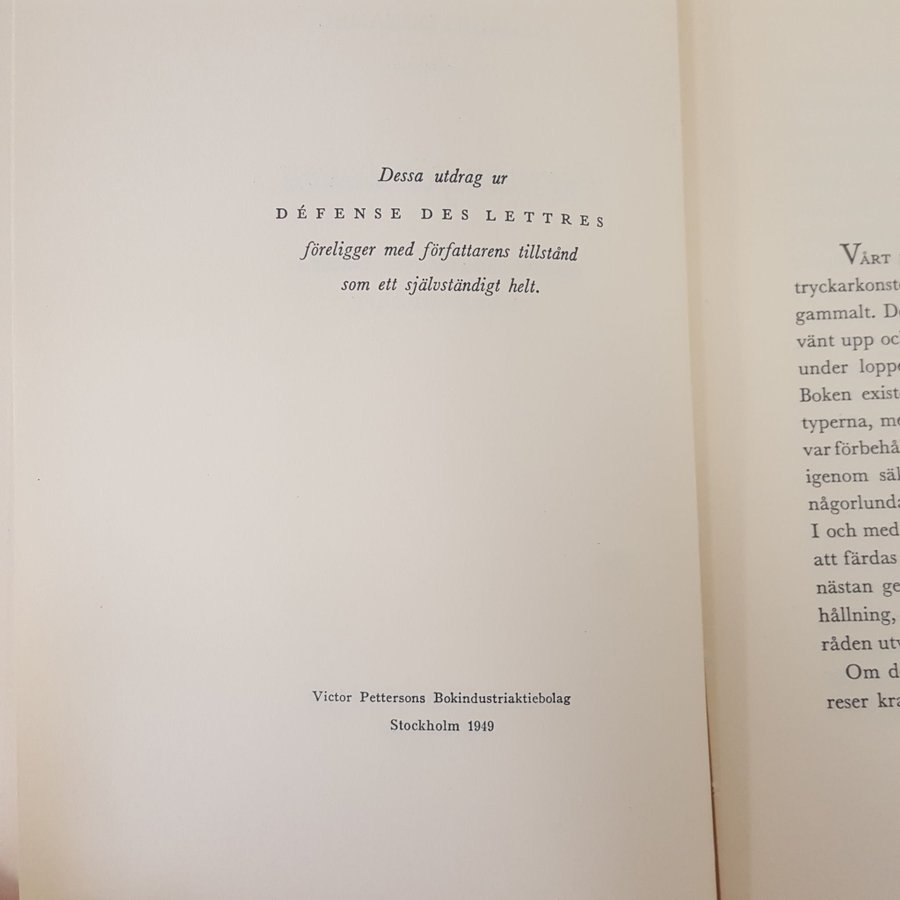 Dessa utdrag ur
DÉFENSE DES LETTRES
föreligger med författarens tillstånd
som ett självständigt helt.
Victor Pettersons Bokindustriaktiebolag
Stockholm 1949
VÅRT
tryckarkonst
gammalt.
vänt upp
under
Boken
typerna,
var
igenom
någorlunda
I och med
att färdas
nästan
hållning,
råden
Om
reser